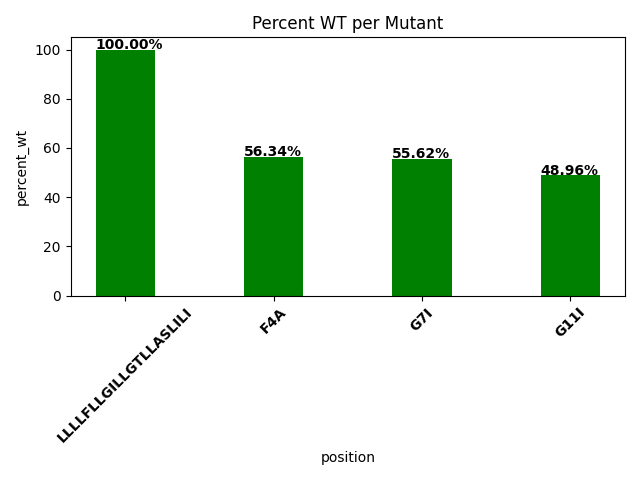 Percent WT per Mutant
percent_wt
100
80
60
40
20
0
100.00%
56.34%
55.62%
48.96%
LLLLFLLGILLGTLLASLILI
F4A
G7I
G11I
position